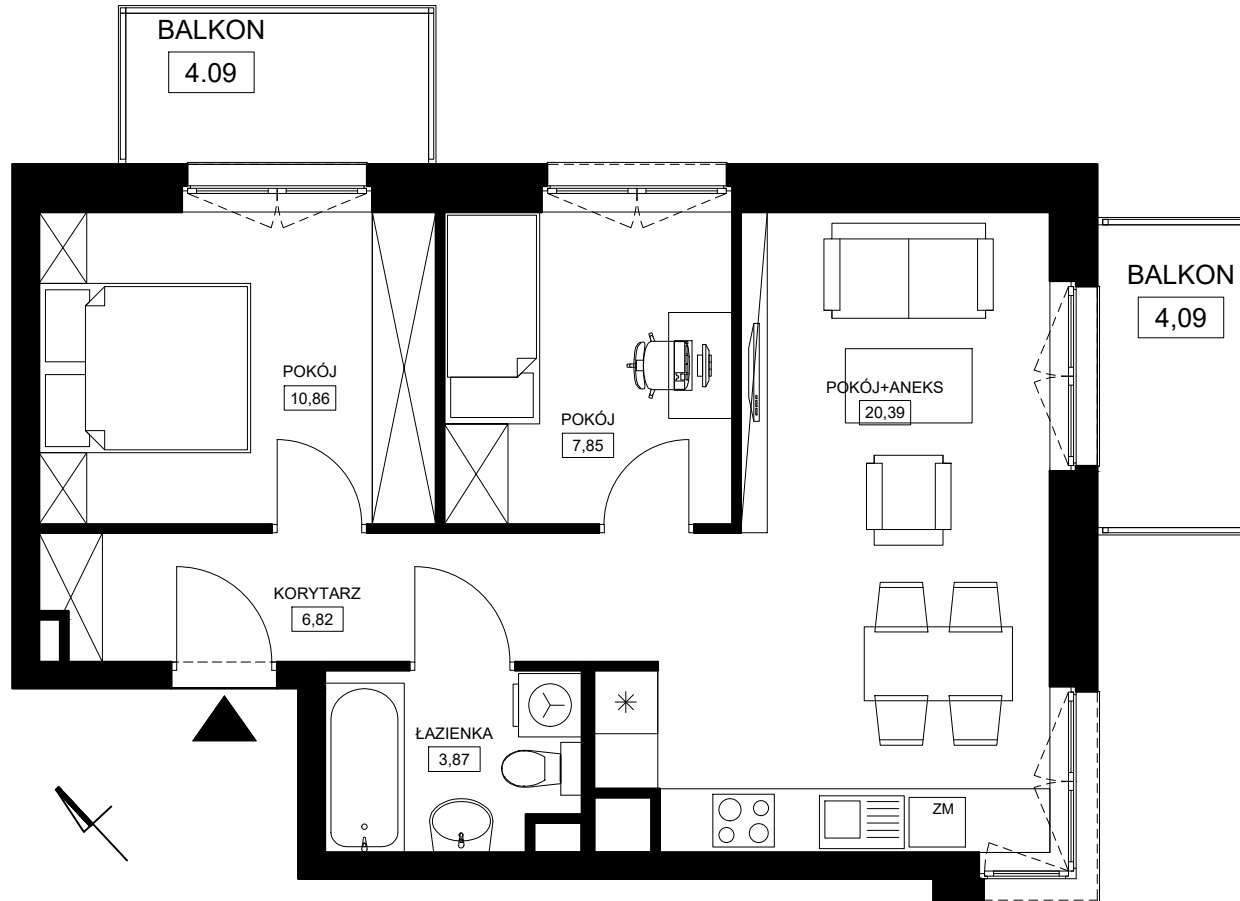 BALKON
4.09
BALKON
4,09
POKÓJ
10,86
POKÓJ
7,85
POKÓJ+ANEKS
20,39
KORYTARZ
6,82
ŁAZIENKA
3,87
ZM